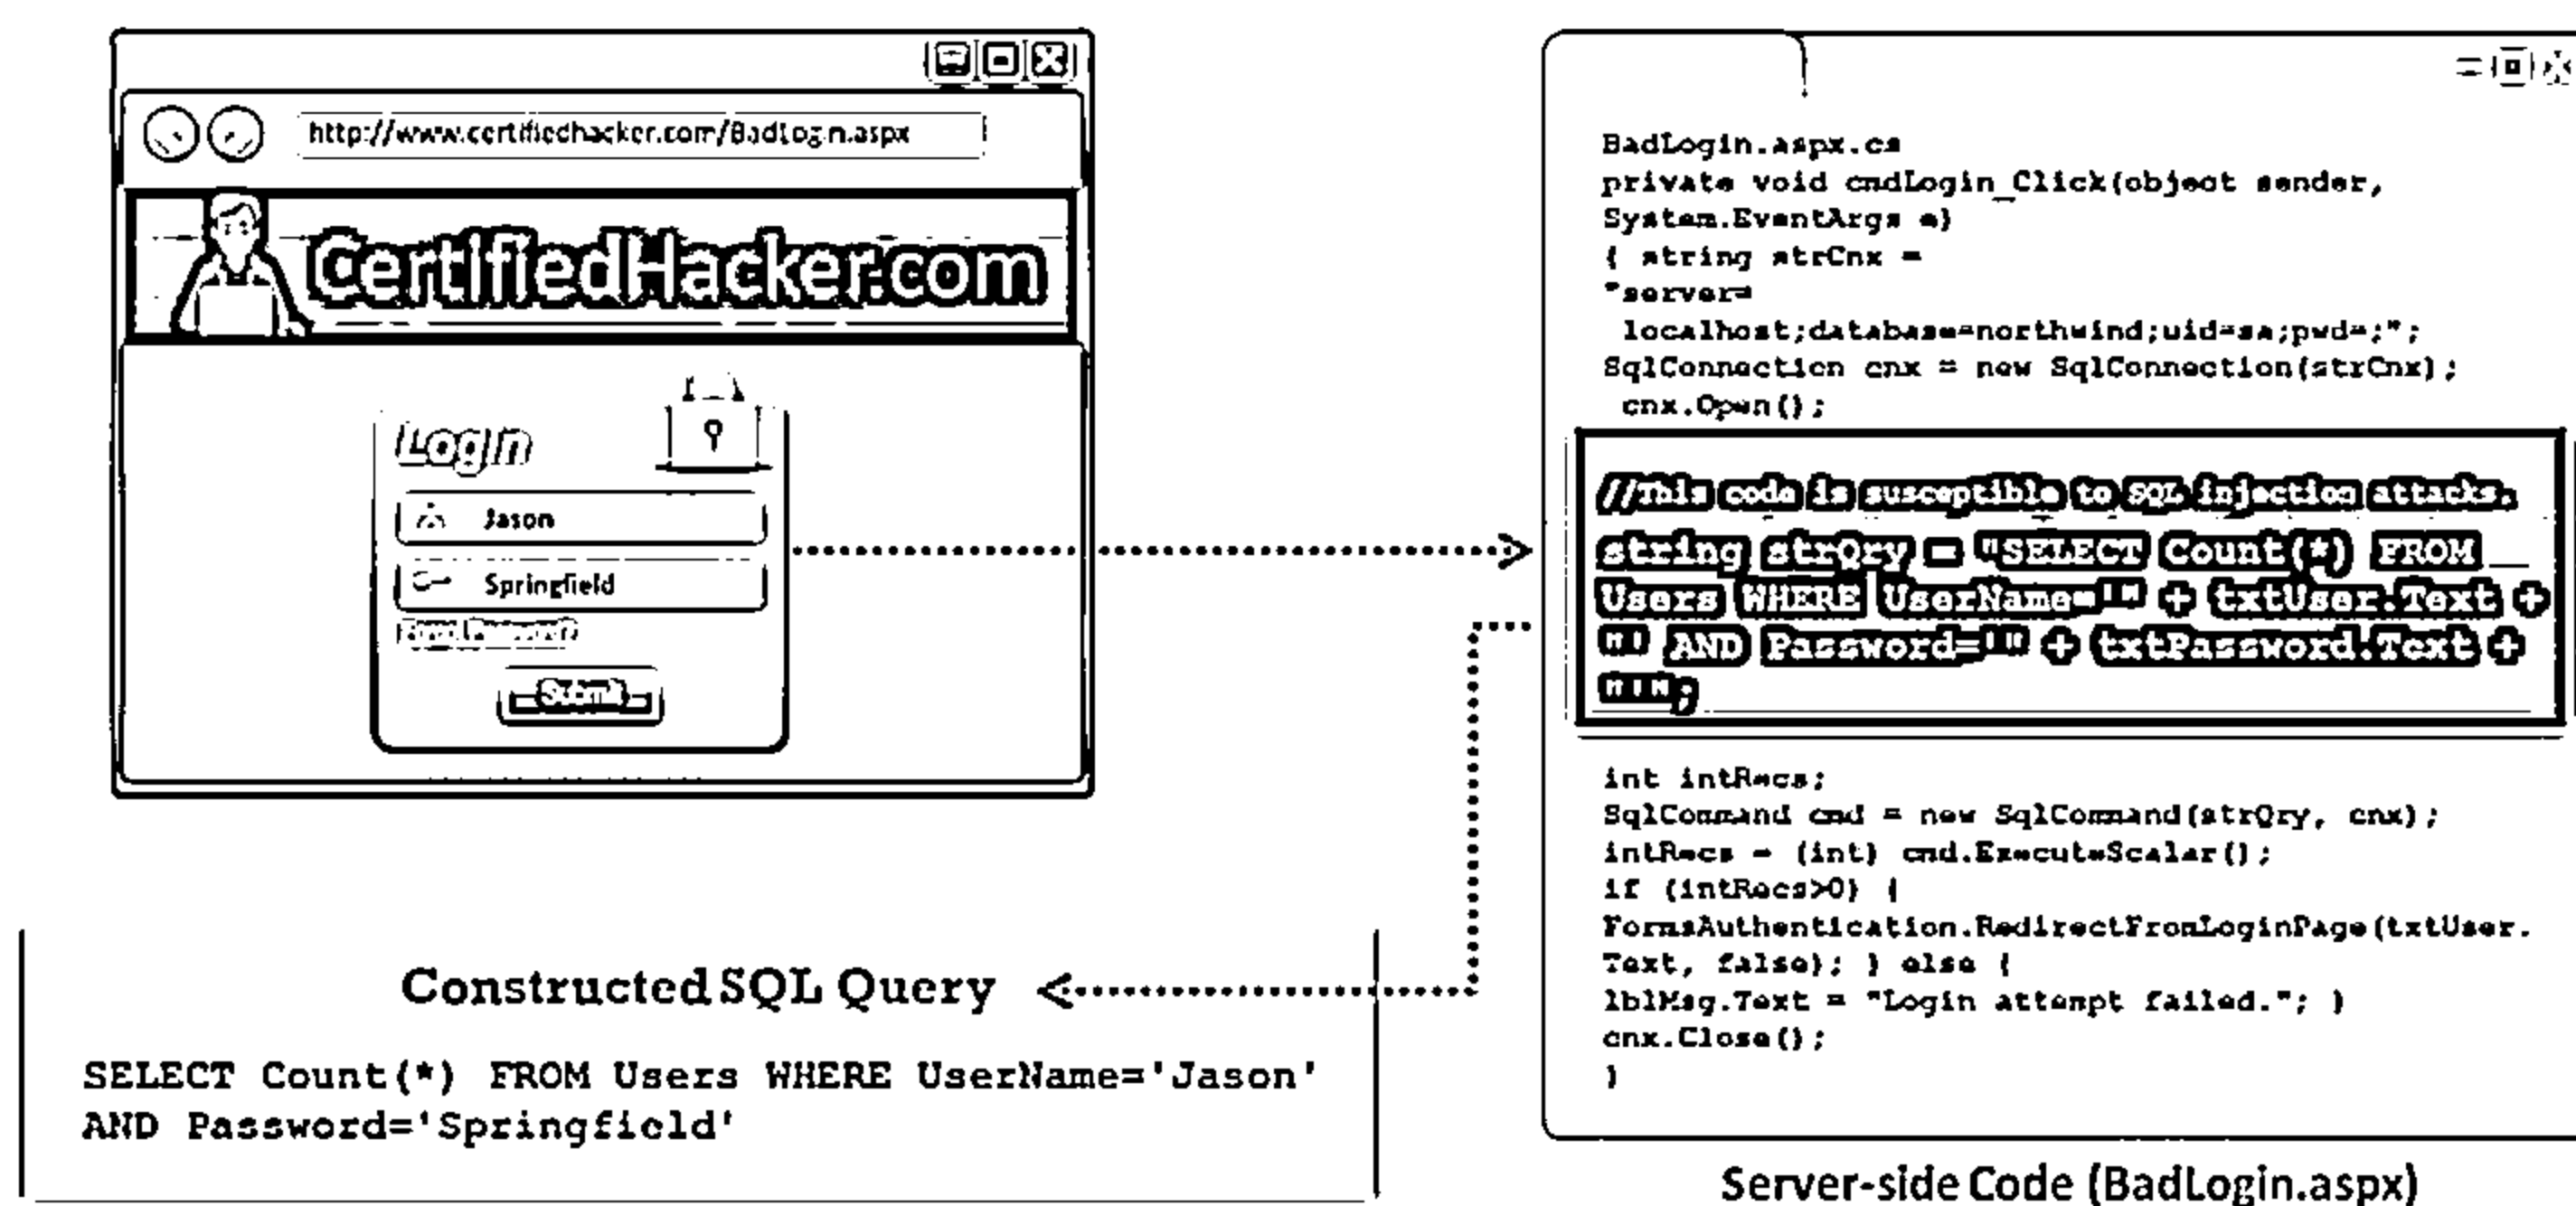 http://www.certifiedhacker.com/BadLogin.aspx
CertifiedHacker.com
Login
Jason
Springfield
Forgot Password?
Submit
BadLogin.aspx.cs
private void cmdLogin_Click(object sender,
System.EventArgs e)
{ string strCnx =
"server=
localhost;database=northwind;uid=sa;pwd=;";
SqlConnection cnx = new SqlConnection(strCnx);
cnx.Open();
//This code is susceptible to SQL injection attacks.
string strQry = "SELECT Count(*) FROM
Users WHERE UserName='" + txtUser.Text +
"' AND Password='" + txtPassword.Text +
"'";
int intRecs;
SqlCommand cmd = new SqlCommand(strQry, cnx);
intRecs = (int) cmd.ExecuteScalar();
if (intRecs>0) {
FormsAuthentication.RedirectFromLoginPage(txtUser.
Text, false); } else {
lblMsg.Text = "Login attempt failed."; }
cnx.Close();
}
Server-side Code (BadLogin.aspx)
Constructed SQL Query
SELECT Count(*) FROM Users WHERE UserName='Jason'
AND Password='Springfield'